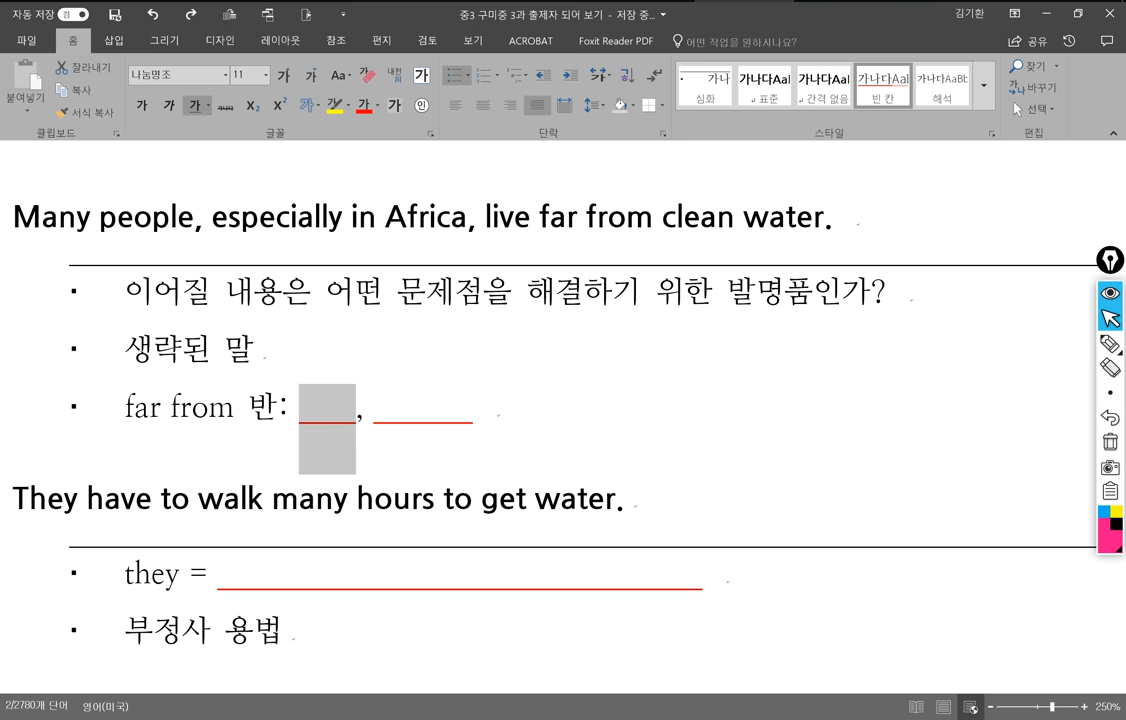 자동 저장 컴
중3 구미중 3과 출제자 되어 보기 - 저장 중...
김기환
파일 홈 삽입 그리기 디자인 레이아웃 참조 편지 검토 보기 ACROBAT Foxit Reader PDF 어떤 작업을 원하시나요? 공유
붙여넣기 잘라내기 복사 서식 복사
나눔명조 11
클립보드 글꼴 단락 스타일 편집
가나 심화
가나다Aal 표준
가나다Aal 간격 없음
가나다Aal 빈 칸
가나다AaBb 해석
찾기
바꾸기
선택
Many people, especially in Africa, live far from clean water.
· 이어질 내용은 어떤 문제점을 해결하기 위한 발명품인가?
· 생략된 말
· far from 반: , 
They have to walk many hours to get water.
· they =
· 부정사 용법
2/2780개 단어 영어(미국) 250%